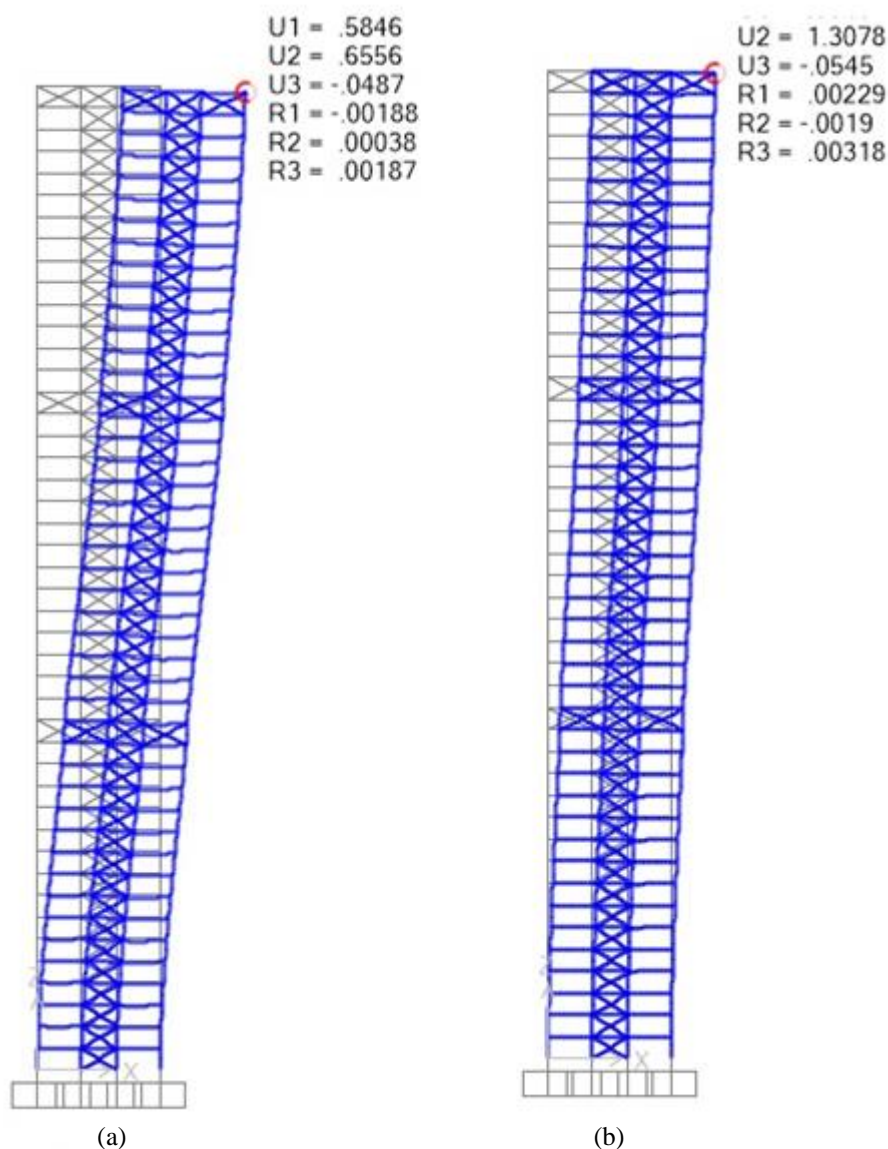 U1 = .5846
U2 = .6556
U3 = -.0487
R1 = -.00188
R2 = .00038
R3 = .00187
U2 = 1.3078
U3 = -.0545
R1 = .00229
R2 = -.0019
R3 = .00318
Z
X
Z
X
(a)
(b)